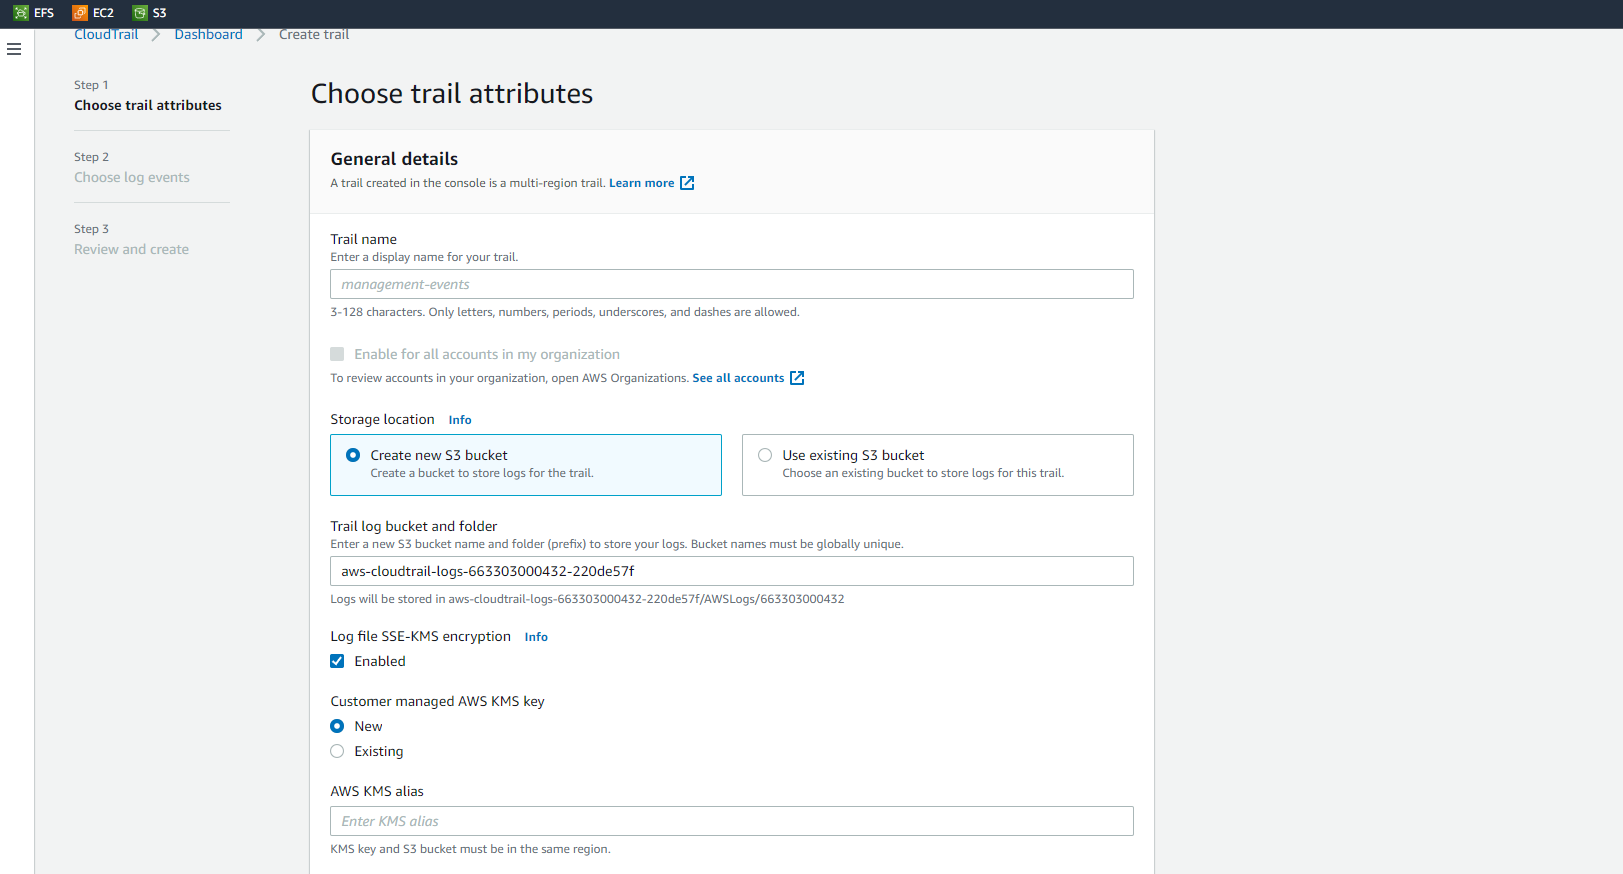 EFS EC2 S3
CloudTrail Dashboard Create trail
Step 1
Choose trail attributes
Step 2
Choose log events
Step 3
Review and create
Choose trail attributes
General details
A trail created in the console is a multi-region trail. Learn more
Trail name
Enter a display name for your trail.
management-events
3-128 characters. Only letters, numbers, periods, underscores, and dashes are allowed.
Enable for all accounts in my organization
To review accounts in your organization, open AWS Organizations. See all accounts
Storage location Info
Create new S3 bucket
Create a bucket to store logs for the trail.
Use existing S3 bucket
Choose an existing bucket to store logs for this trail.
Trail log bucket and folder
Enter a new S3 bucket name and folder (prefix) to store your logs. Bucket names must be globally unique.
aws-cloudtrail-logs-663303000432-220de57f
Logs will be stored in aws-cloudtrail-logs-663303000432-220de57f/AWSLogs/663303000432
Log file SSE-KMS encryption Info
Enabled
Customer managed AWS KMS key
New
Existing
AWS KMS alias
Enter KMS alias
KMS key and S3 bucket must be in the same region.